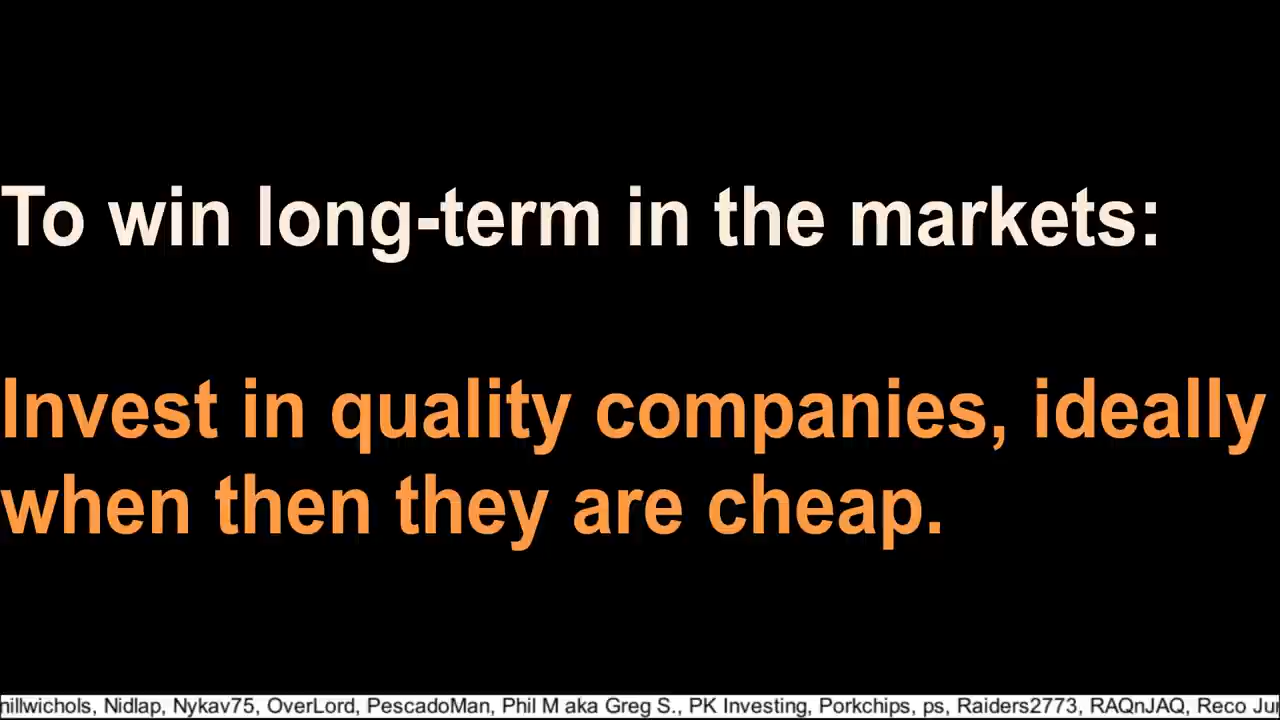 To win long-term in the markets:
Invest in quality companies, ideally
when then they are cheap.
nillwichols, Nidlap, Nykav75, OverLord, PescadoMan, Phil M aka Greg S., PK Investing, Porkchips, ps, Raiders2773, RAQnJAQ, Reco